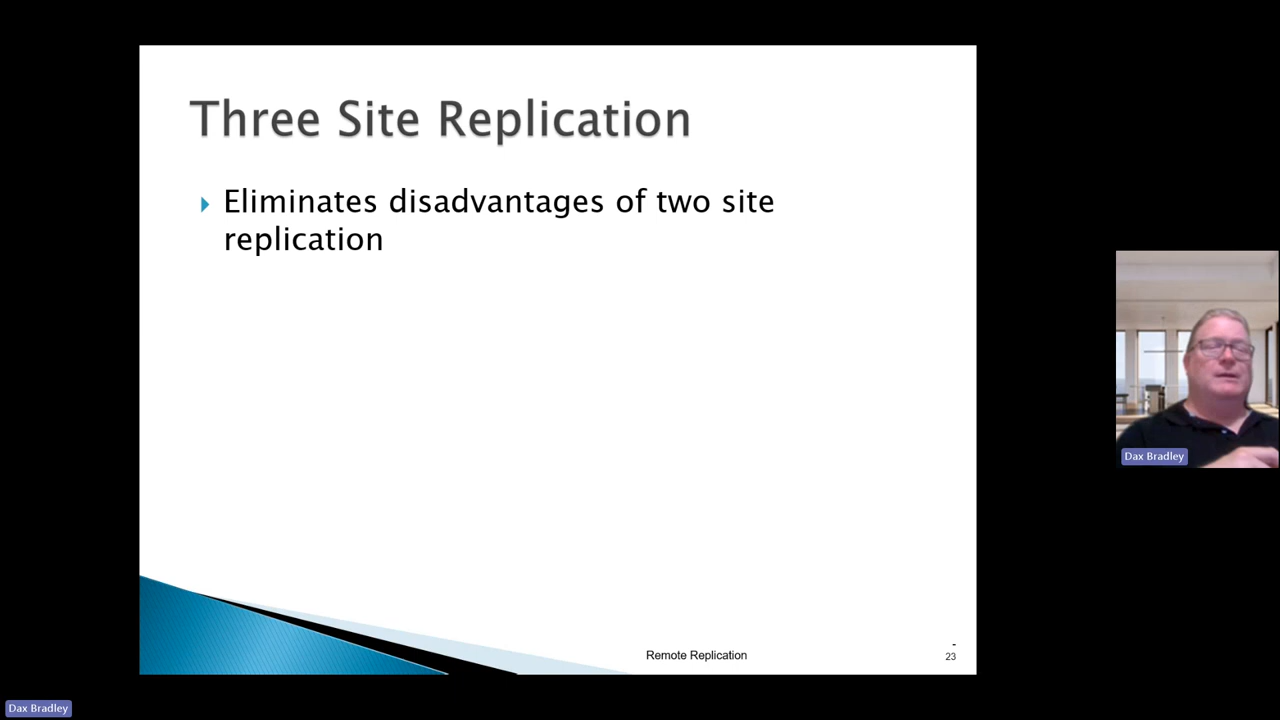 Three Site Replication
Eliminates disadvantages of two site
replication
Remote Replication
-
23
Dax Bradley
Dax Bradley